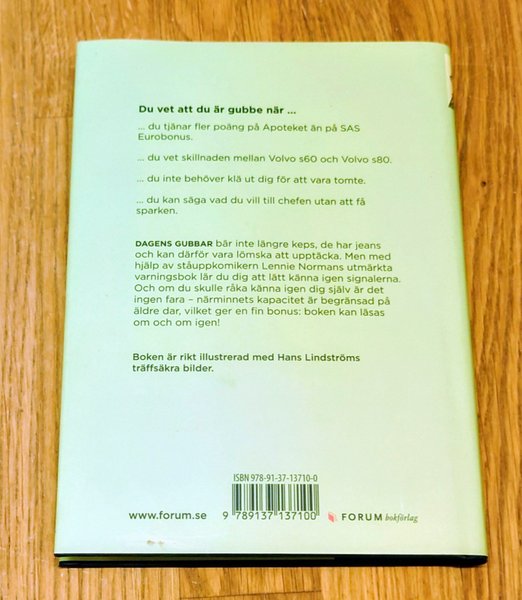 Du vet att du är gubbe när ...
... du tjänar fler poäng på Apoteket än på SAS
Eurobonus.
... du vet skillnaden mellan Volvo s60 och Volvo s80.
... du inte behöver klä ut dig för att vara tomte.
... du kan säga vad du vill till chefen utan att få
sparken.
DAGENS GUBBAR bär inte längre keps, de har jeans
och kan därför vara lömska att upptäcka. Men med
hjälp av ståuppkomikern Lennie Normans utmärkta
varningsbok lär du dig att lätt känna igen signalerna.
Och om du skulle råka känna igen dig själv är det
ingen fara – närminnets kapacitet är begränsad på
äldre dar, vilket ger en fin bonus: boken kan läsas
om och om igen!
Boken är rikt illustrerad med Hans Lindströms
träffsäkra bilder.
ISBN 978-91-37-13710-0
www.forum.se
9 789137 137100
FORUM bokförlag